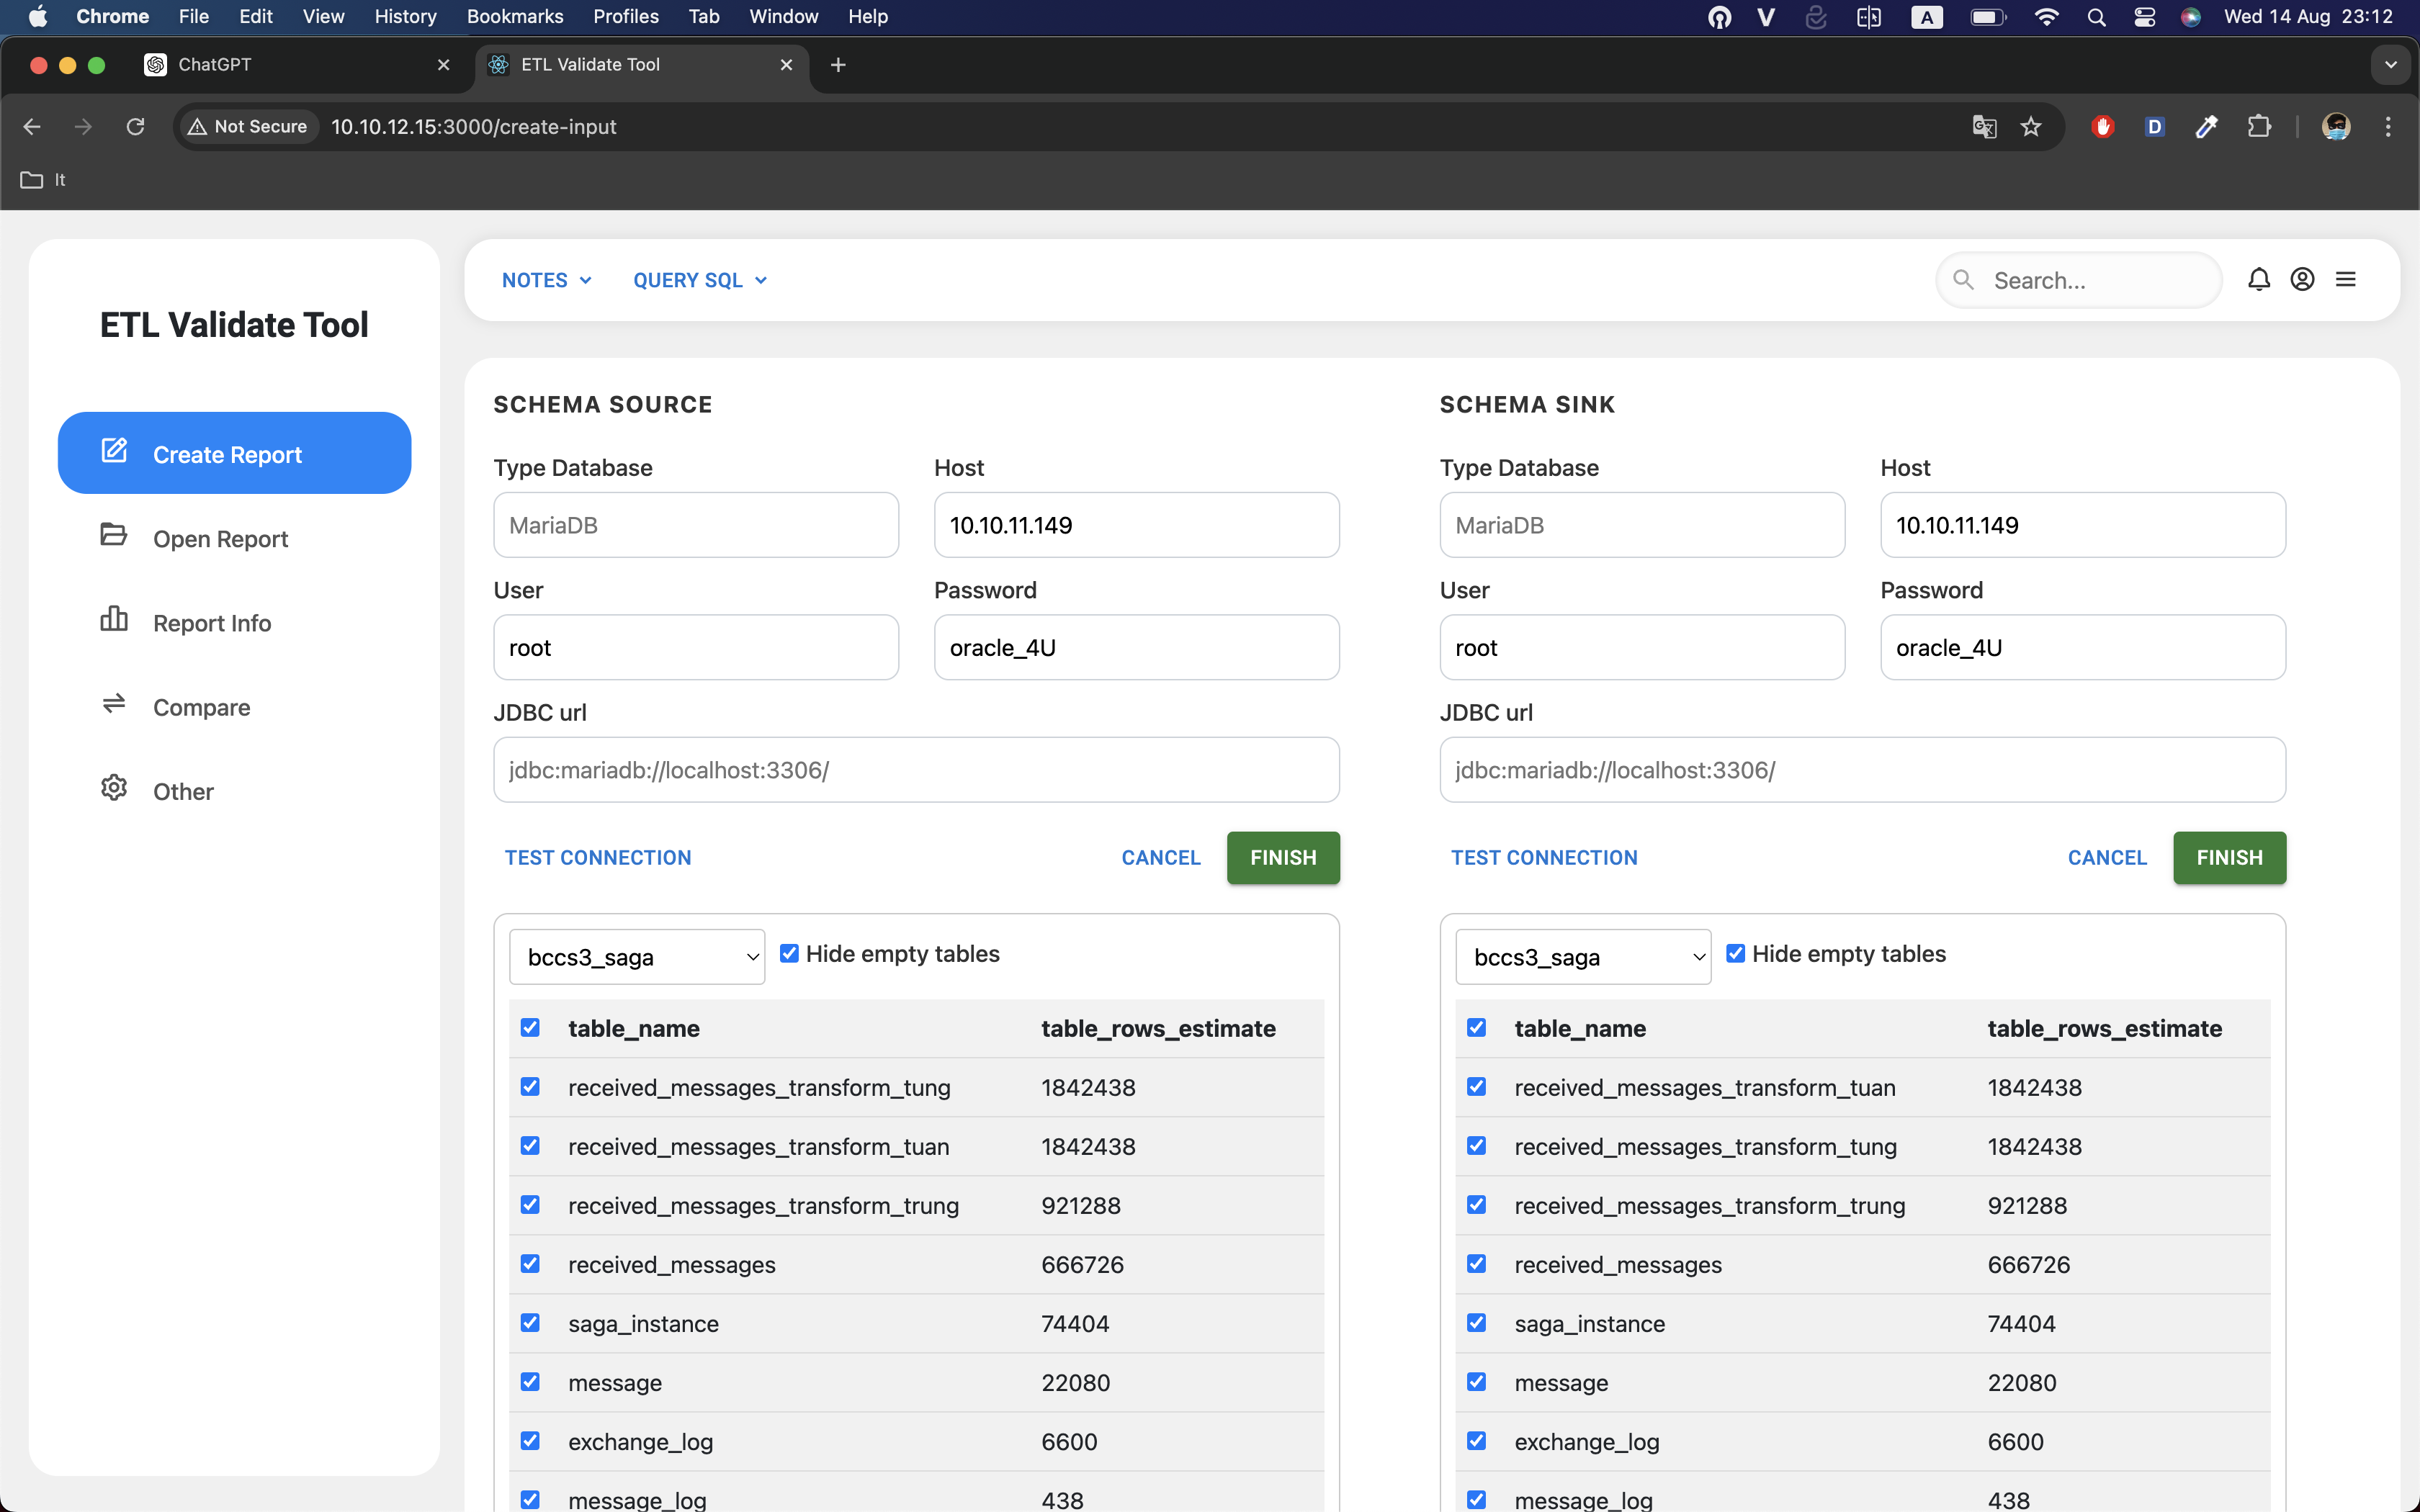 Chrome File Edit View History Bookmarks Profiles Tab Window Help A Wed 14 Aug 23:12
ChatGPT ETL Validate Tool
Not Secure 10.10.12.15:3000/create-input D
It
ETL Validate Tool
Create Report
Open Report
Report Info
Compare
Other
NOTES QUERY SQL Search...
SCHEMA SOURCE
Type Database Host
MariaDB 10.10.11.149
User Password
root oracle_4U
JDBC url
jdbc:mariadb://localhost:3306/
TEST CONNECTION CANCEL FINISH
bccs3_saga Hide empty tables
table_name table_rows_estimate
received_messages_transform_tung 1842438
received_messages_transform_tuan 1842438
received_messages_transform_trung 921288
received_messages 666726
saga_instance 74404
message 22080
exchange_log 6600
message_log 438
SCHEMA SINK
Type Database Host
MariaDB 10.10.11.149
User Password
root oracle_4U
JDBC url
jdbc:mariadb://localhost:3306/
TEST CONNECTION CANCEL FINISH
bccs3_saga Hide empty tables
table_name table_rows_estimate
received_messages_transform_tuan 1842438
received_messages_transform_tung 1842438
received_messages_transform_trung 921288
received_messages 666726
saga_instance 74404
message 22080
exchange_log 6600
message_log 438